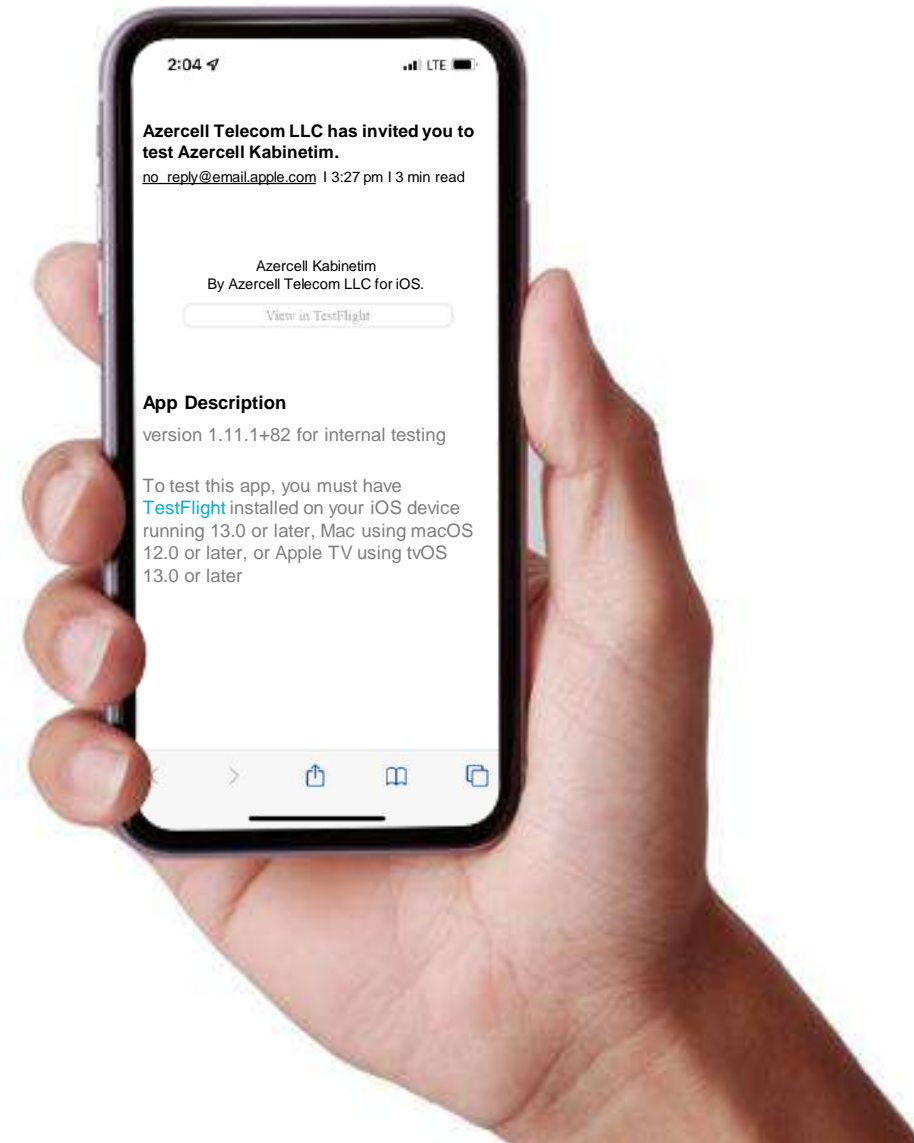 2:04
LTE
Azercell Telecom LLC has invited you to
test Azercell Kabinetim.
no_reply@email.apple.com I 3:27 pm I 3 min read
Azercell Kabinetim
By Azercell Telecom LLC for iOS.
View in TestFlight
App Description
version 1.11.1+82 for internal testing
To test this app, you must have
TestFlight installed on your iOS device
running 13.0 or later, Mac using macOS
12.0 or later, or Apple TV using tvOS
13.0 or later